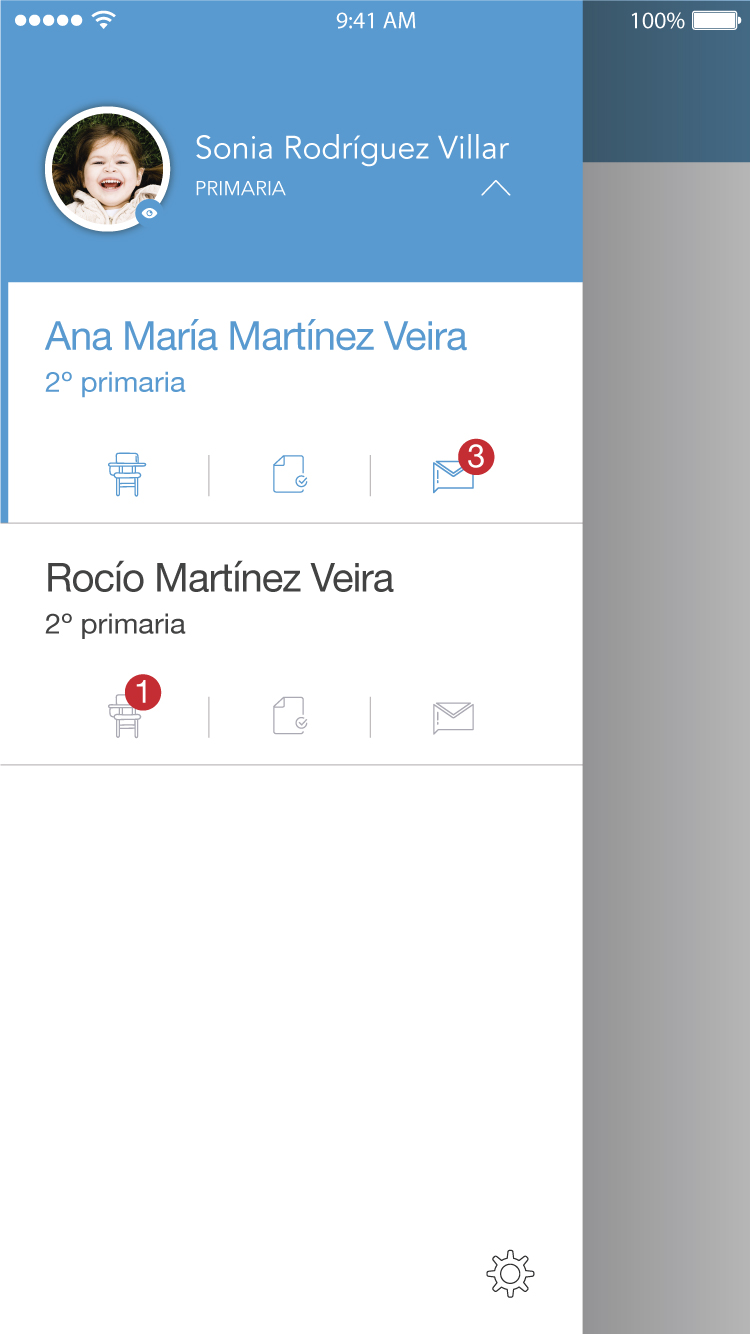 9:41 AM
100%
Sonia Rodríguez Villar
PRIMARIA
Ana María Martínez Veira
2º primaria
3
Rocío Martínez Veira
2º primaria
1